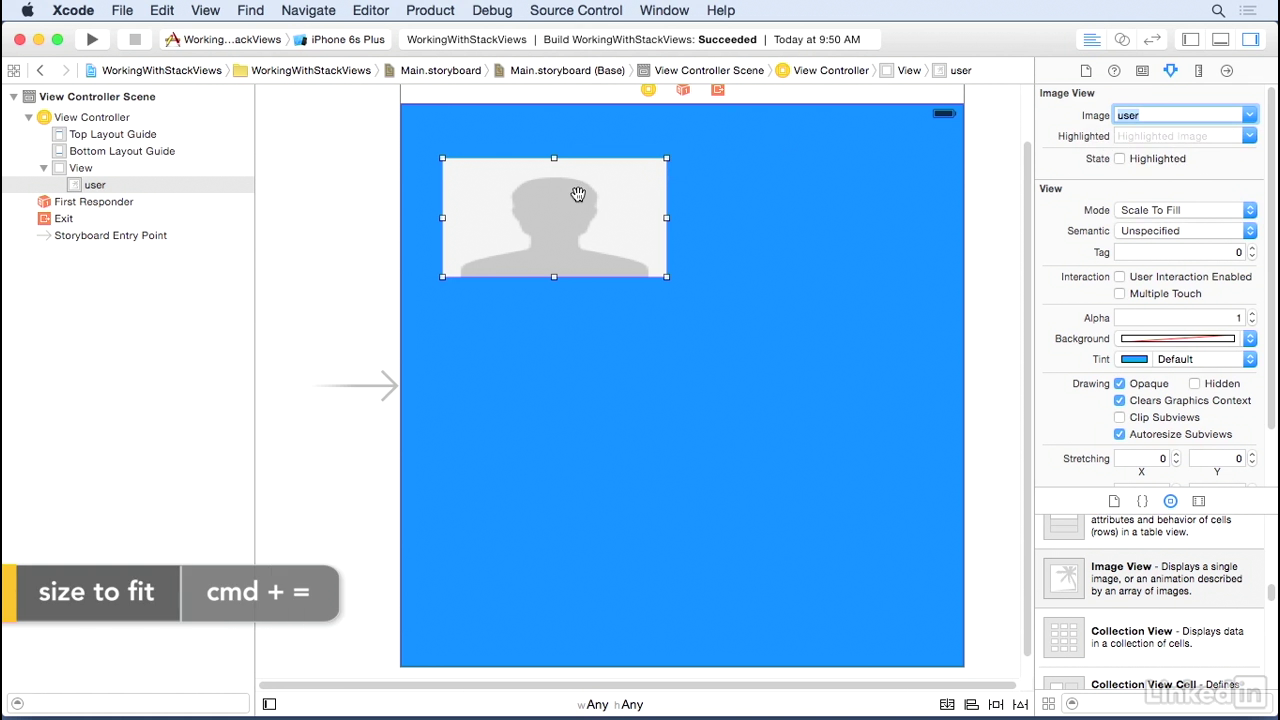 Xcode File Edit View Find Navigate Editor Product Debug Source Control Window Help
Working...ackViews iPhone 6s Plus WorkingWithStackViews Build WorkingWithStackViews: Succeeded Today at 9:50 AM
WorkingWithStackViews WorkingWithStackViews Main.storyboard Main.storyboard (Base) View Controller Scene View Controller View user
View Controller Scene
View Controller
Top Layout Guide
Bottom Layout Guide
View
user
First Responder
Exit
Storyboard Entry Point
size to fit cmd + =
wAny hAny
Image View
Image user
Highlighted Highlighted Image
State Highlighted
View
Mode Scale To Fill
Semantic Unspecified
Tag 0
Interaction User Interaction Enabled
Multiple Touch
Alpha 1
Background
Tint Default
Drawing Opaque Hidden
Clears Graphics Context
Clip Subviews
Autoresize Subviews
Stretching 0 0
X Y
attributes and behavior of cells
(rows) in a table view.
Image View - Displays a single
image, or an animation described
by an array of images.
Collection View - Displays data
in a collection of cells.
Collection View Cell - Defines
Linked in